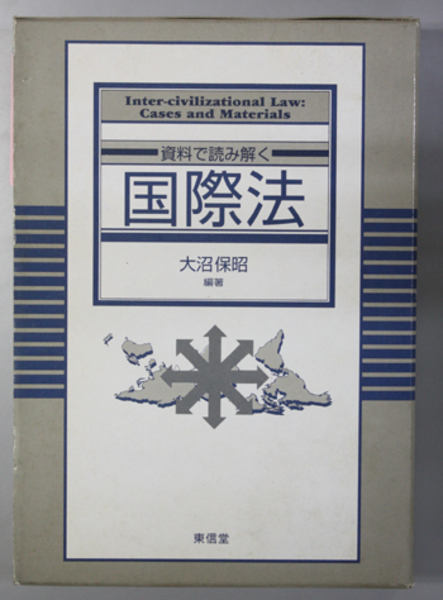 Inter-civilizational Law:
Cases and Materials
資料で読み解く
国際法
大沼保昭
編著
東信堂